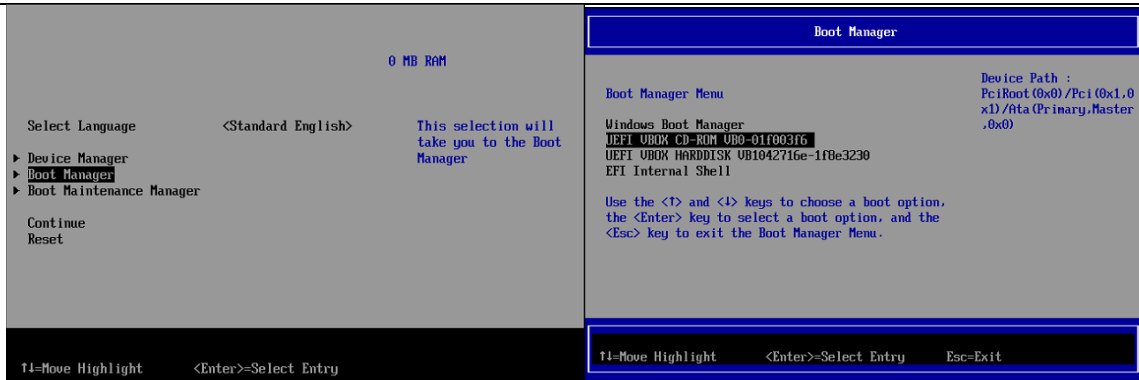 0 MB RAM
Select Language <Standard English> This selection will
take you to the Boot
Manager
Device Manager
Boot Manager
Boot Maintenance Manager
Continue
Reset
↑↓=Move Highlight <Enter>=Select Entry
Boot Manager
Boot Manager Menu
Windows Boot Manager
UEFI VBOX CD-ROM VB0-01f003f6
UEFI VBOX HARDDISK VB1042716e-1f8e3230
EFI Internal Shell
Use the <↑> and <↓> keys to choose a boot option,
the <Enter> key to select a boot option, and the
<Esc> key to exit the Boot Manager Menu.
Device Path :
PciRoot(0x0)/Pci(0x1,0
x1)/Ata(Primary,Master
,0x0)
↑↓=Move Highlight <Enter>=Select Entry Esc=Exit